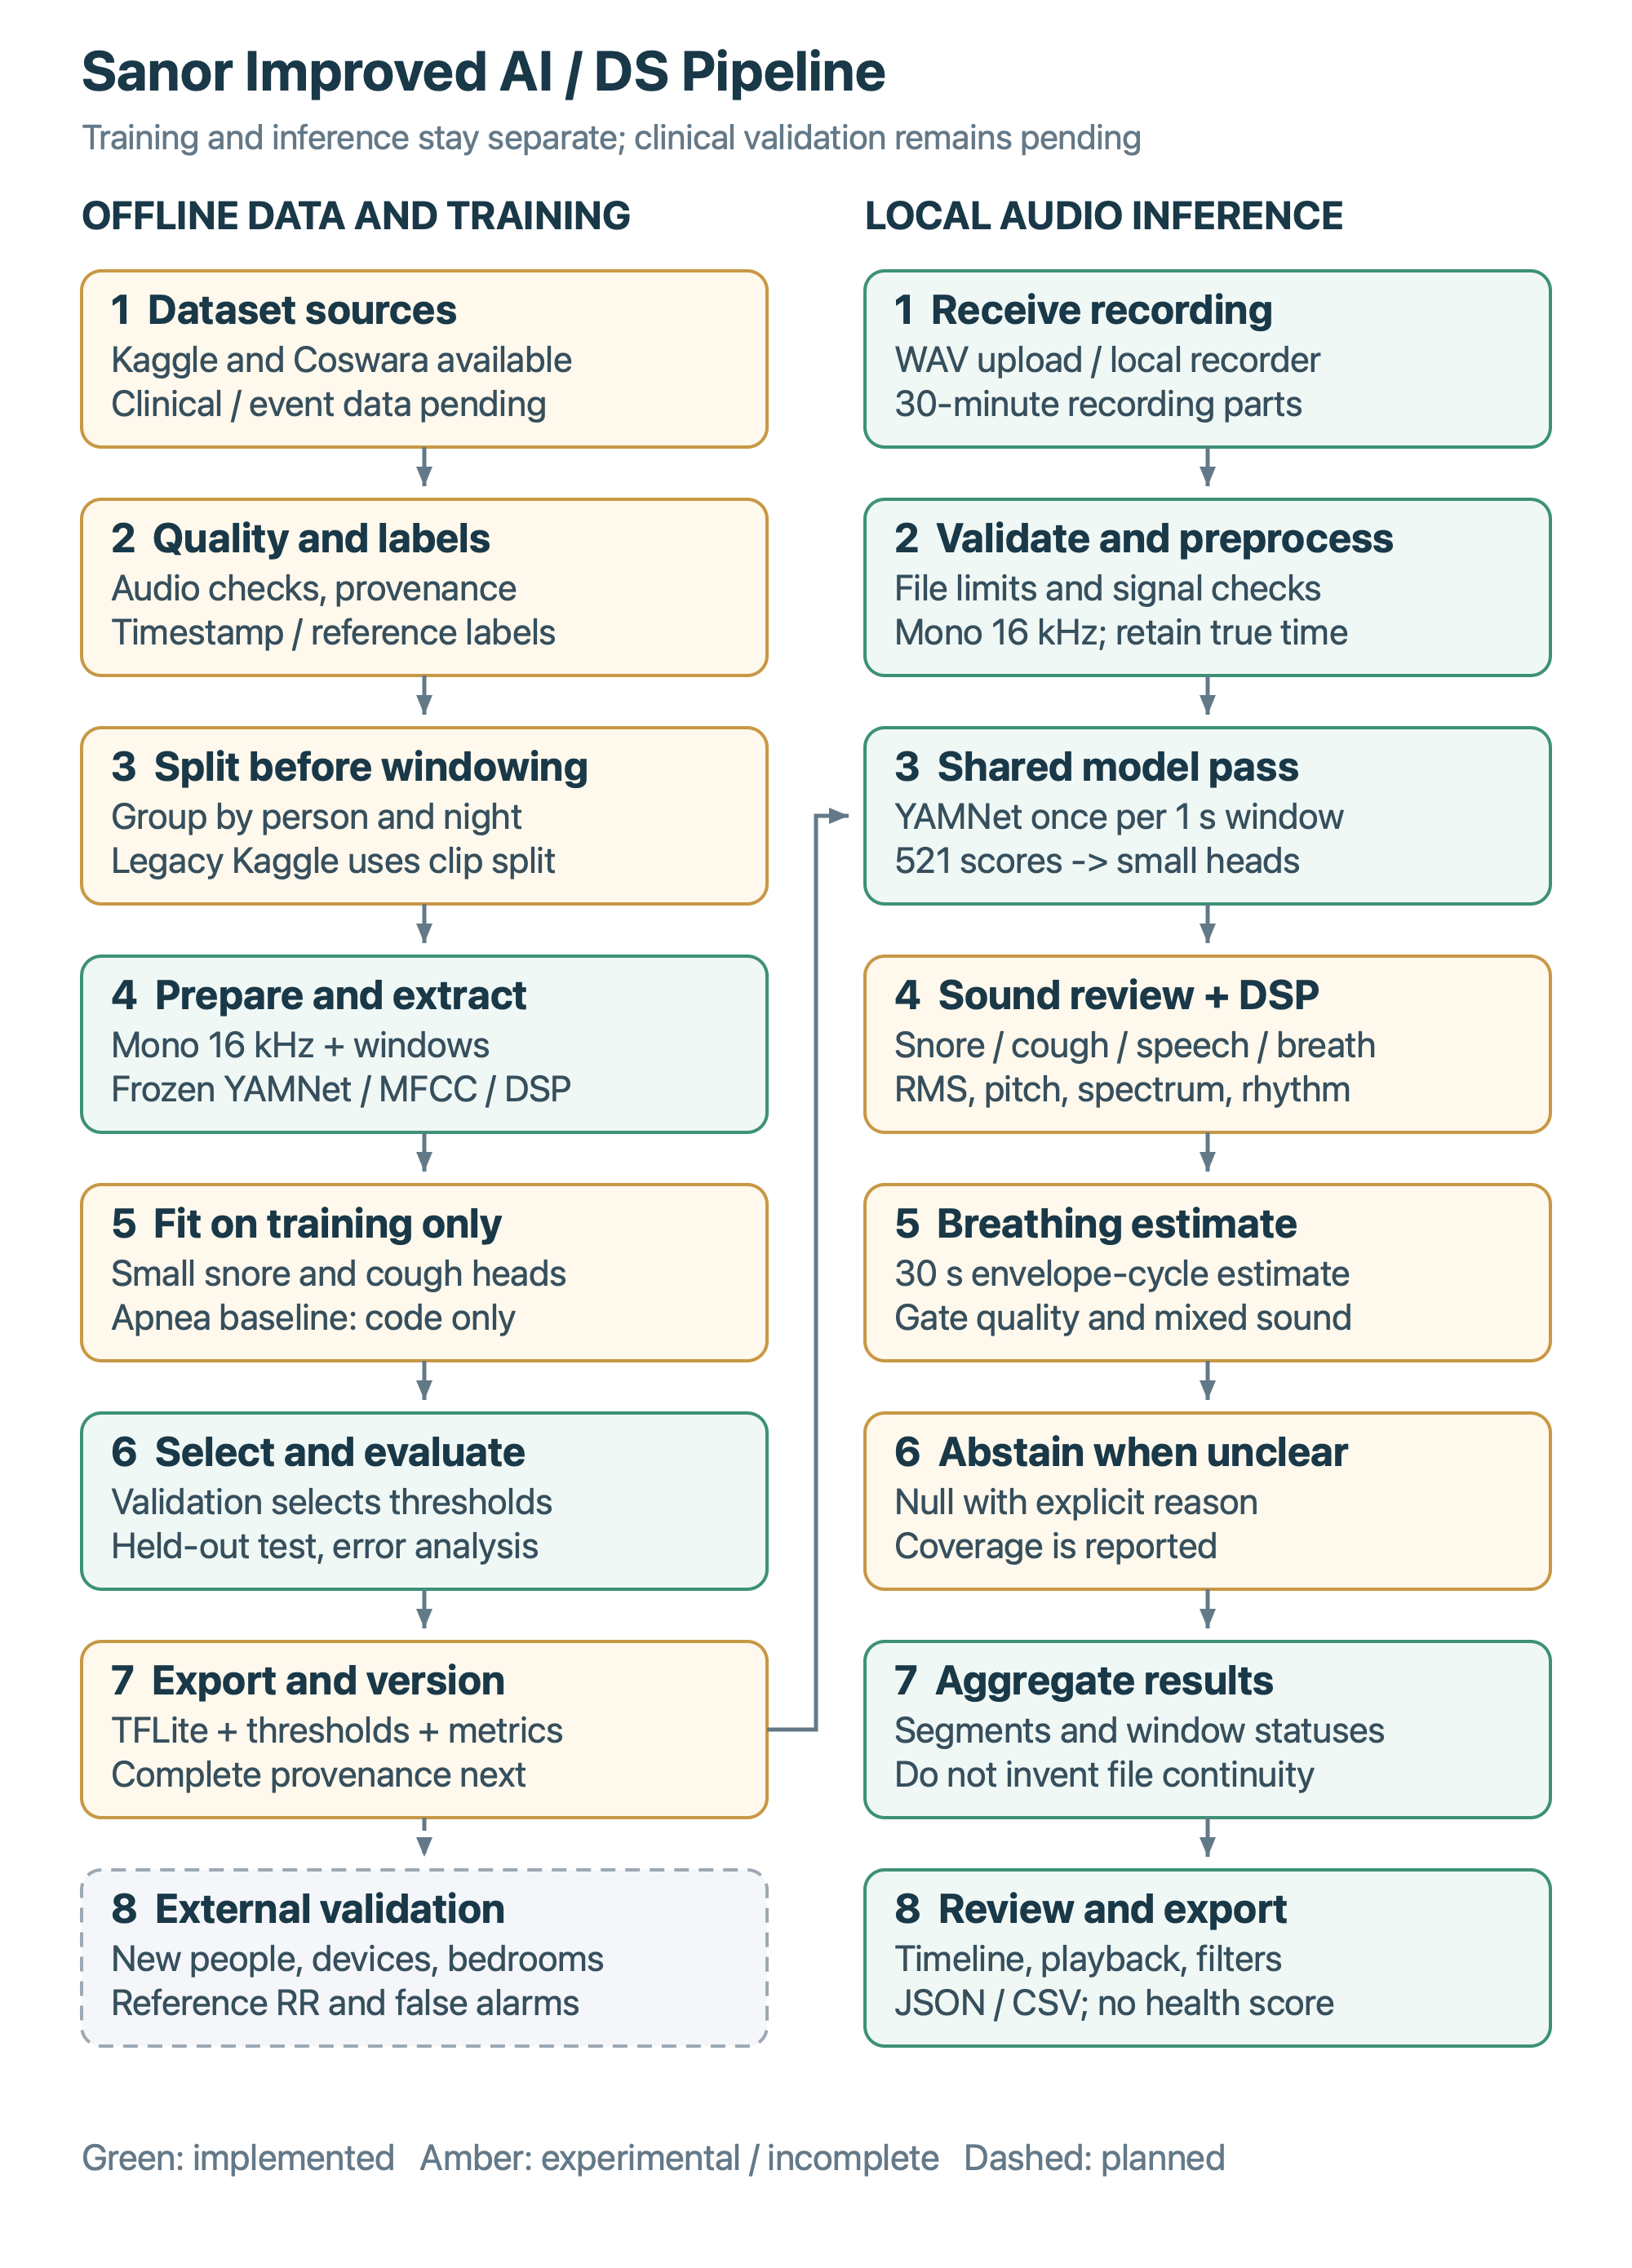 Sanor Improved AI / DS Pipeline
Training and inference stay separate; clinical validation remains pending
OFFLINE DATA AND TRAINING
1 Dataset sources
Kaggle and Coswara available
Clinical / event data pending
2 Quality and labels
Audio checks, provenance
Timestamp / reference labels
3 Split before windowing
Group by person and night
Legacy Kaggle uses clip split
4 Prepare and extract
Mono 16 kHz + windows
Frozen YAMNet / MFCC / DSP
5 Fit on training only
Small snore and cough heads
Apnea baseline: code only
6 Select and evaluate
Validation selects thresholds
Held-out test, error analysis
7 Export and version
TFLite + thresholds + metrics
Complete provenance next
8 External validation
New people, devices, bedrooms
Reference RR and false alarms
LOCAL AUDIO INFERENCE
1 Receive recording
WAV upload / local recorder
30-minute recording parts
2 Validate and preprocess
File limits and signal checks
Mono 16 kHz; retain true time
3 Shared model pass
YAMNet once per 1 s window
521 scores -> small heads
4 Sound review + DSP
Snore / cough / speech / breath
RMS, pitch, spectrum, rhythm
5 Breathing estimate
30 s envelope-cycle estimate
Gate quality and mixed sound
6 Abstain when unclear
Null with explicit reason
Coverage is reported
7 Aggregate results
Segments and window statuses
Do not invent file continuity
8 Review and export
Timeline, playback, filters
JSON / CSV; no health score
Green: implemented Amber: experimental / incomplete Dashed: planned